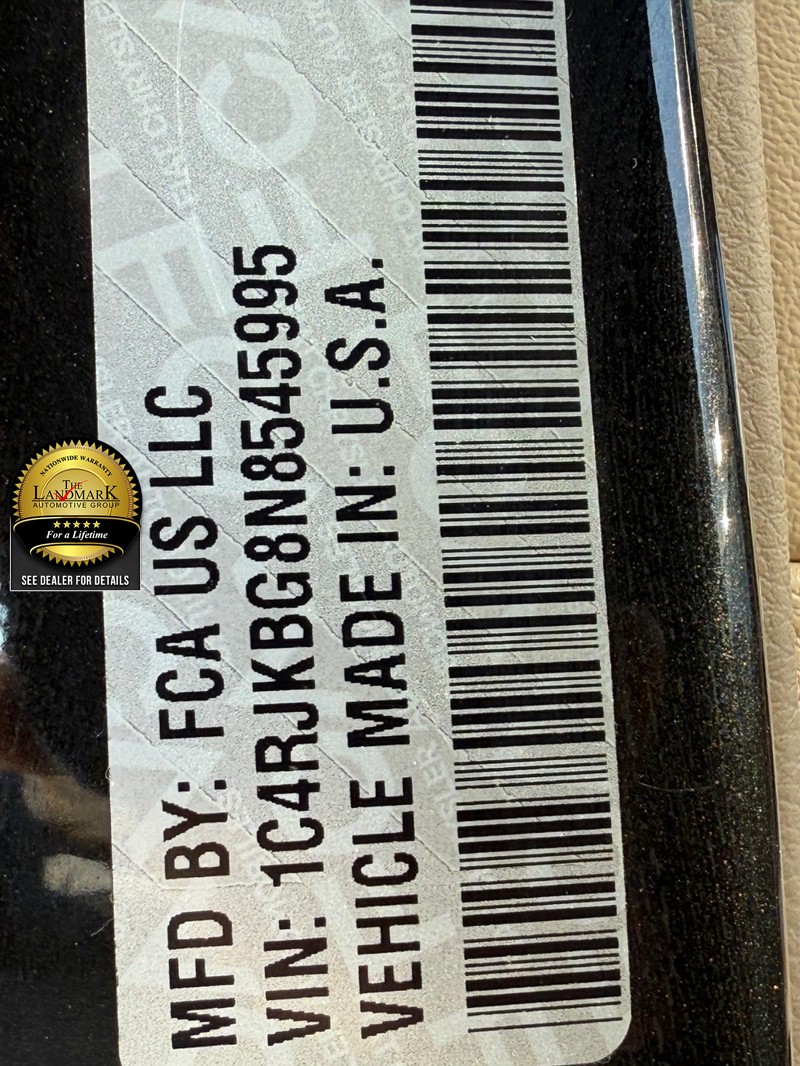 MFD BY: FCA US LLC
VIN: 1C4RJKBG8N8545995
VEHICLE MADE IN: U.S.A.
NATIONWIDE WARRANTY
THE
LANDMARK
AUTOMOTIVE GROUP
For a Lifetime
SEE DEALER FOR DETAILS